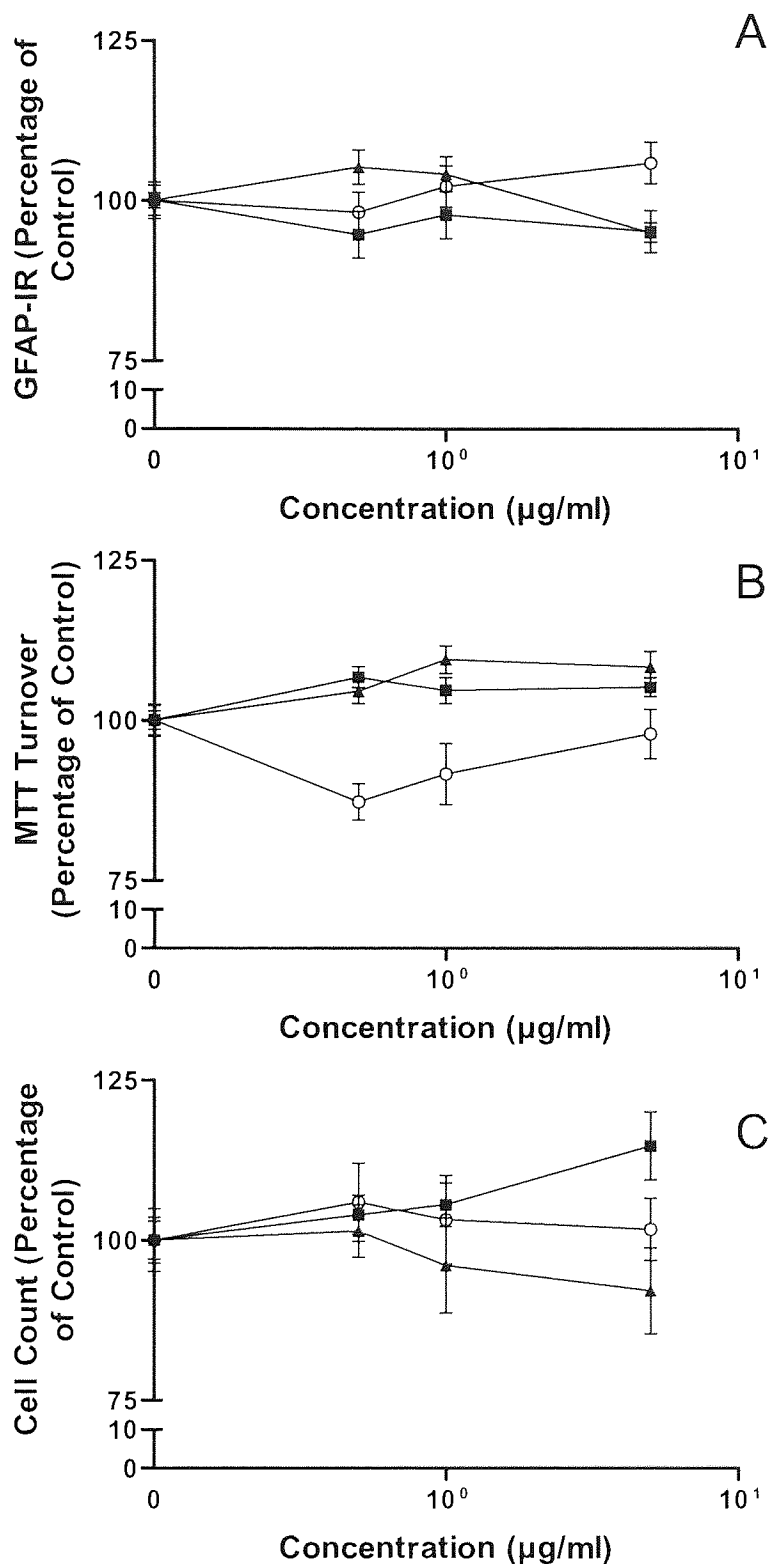 A
125
100
75
10
0
GFAP-IR (Percentage of
Control)
0
10⁰
10¹
Concentration (µg/ml)
B
125
100
75
10
0
MTT Turnover
(Percentage of Control)
0
10⁰
10¹
Concentration (µg/ml)
C
125
100
75
10
0
Cell Count (Percentage
of Control)
0
10⁰
10¹
Concentration (µg/ml)